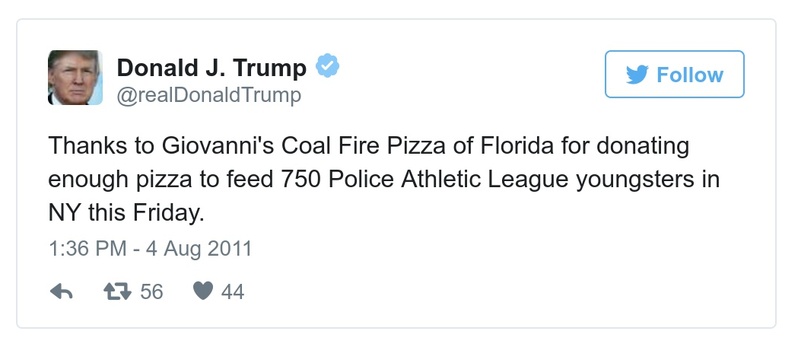 Donald J. Trump
@realDonaldTrump
Follow
Thanks to Giovanni's Coal Fire Pizza of Florida for donating
enough pizza to feed 750 Police Athletic League youngsters in
NY this Friday.
1:36 PM - 4 Aug 2011
56 44